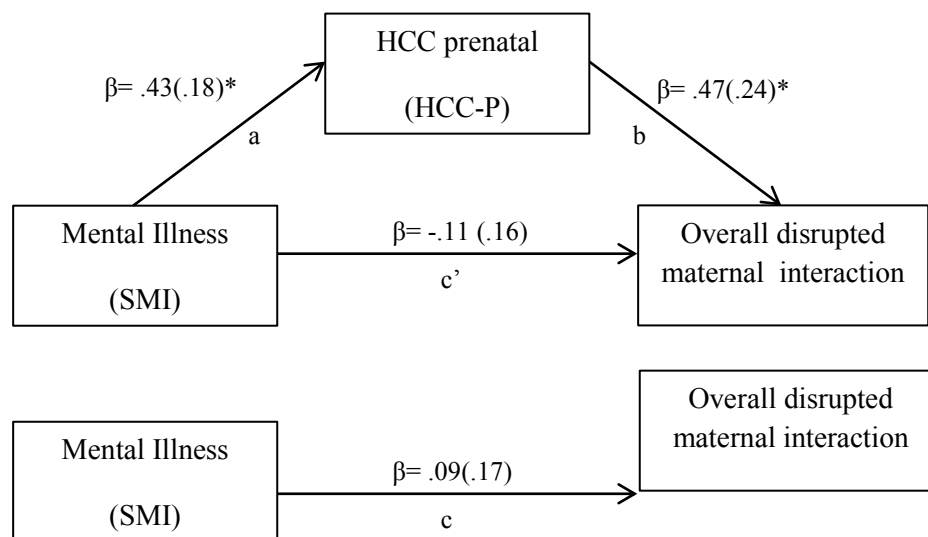 HCC prenatal
(HCC-P)
β= .43(.18)*
a
β= .47(.24)*
b
Mental Illness
(SMI)
β= -.11 (.16)
c’
Overall disrupted
maternal interaction
Mental Illness
(SMI)
β= .09(.17)
c
Overall disrupted
maternal interaction